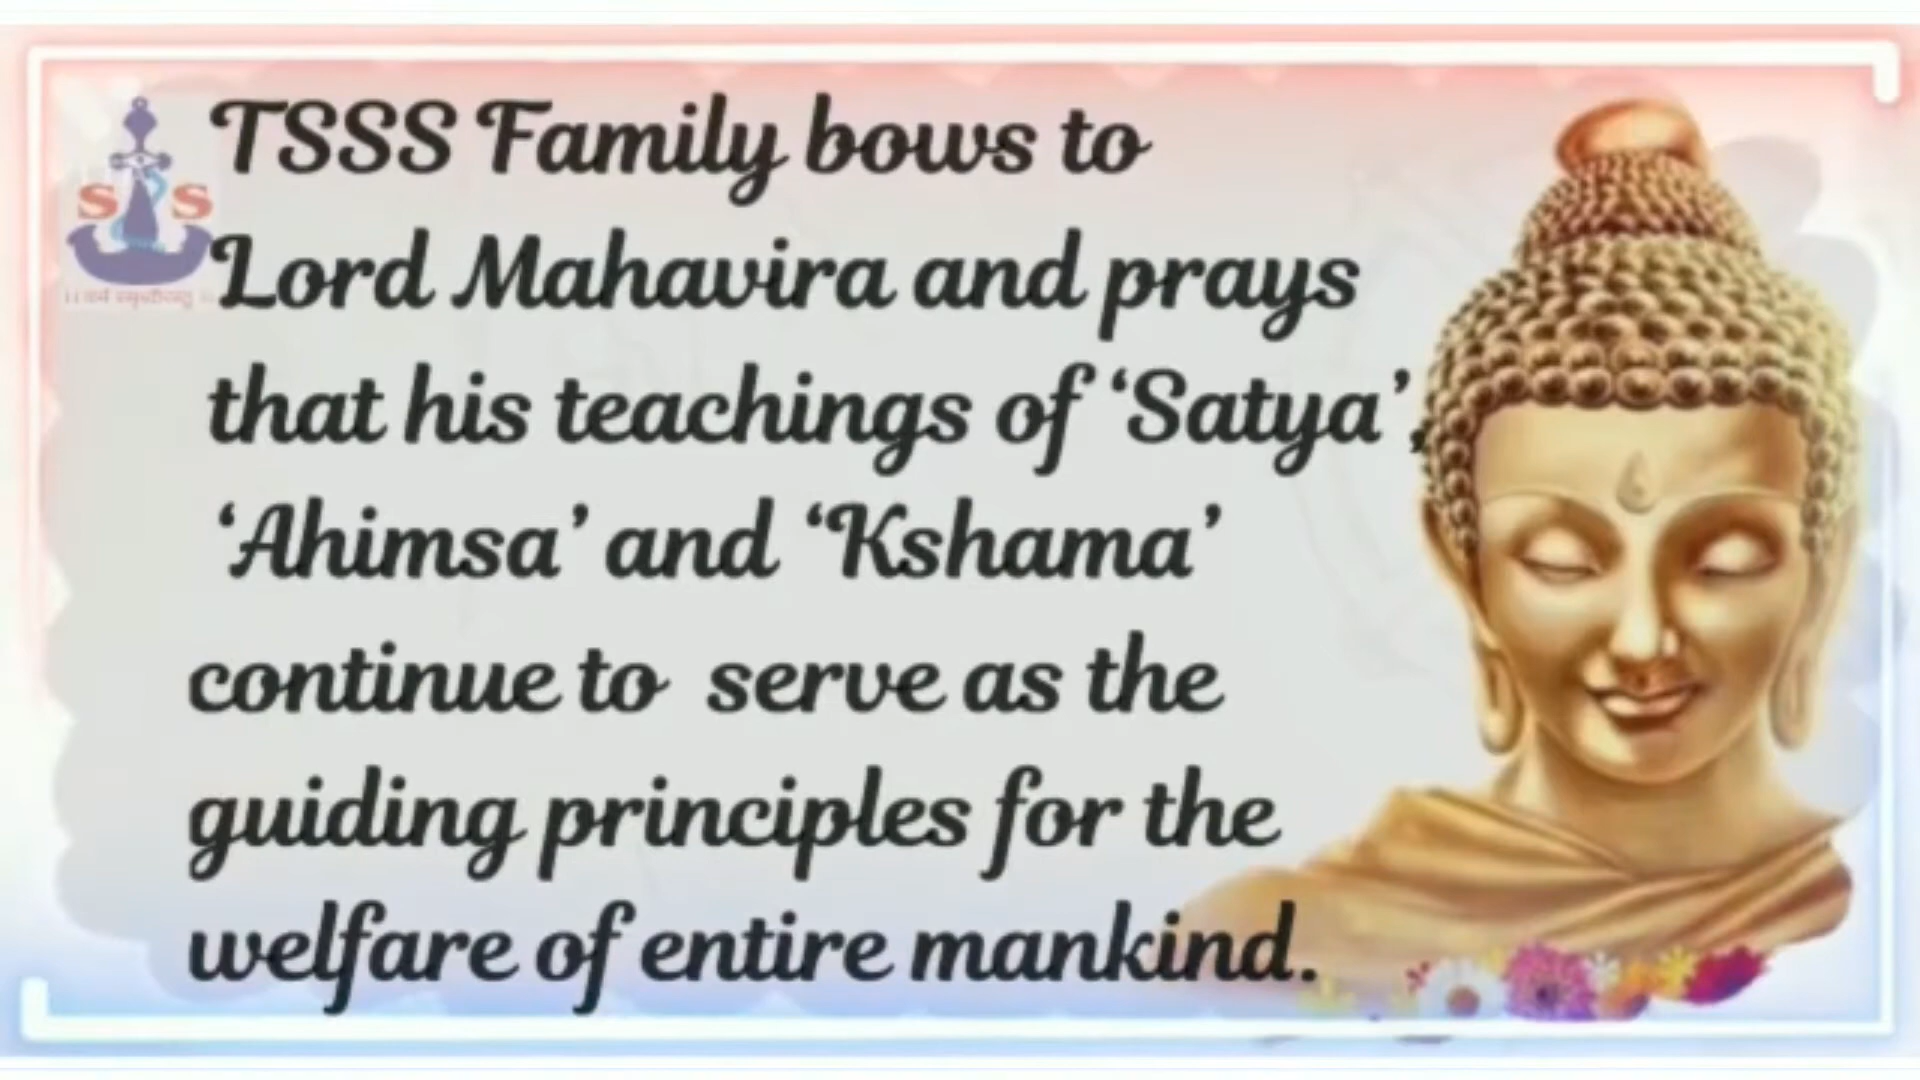 TSSS Family bows to
Lord Mahavira and prays
that his teachings of ‘Satya’,
‘Ahimsa’ and ‘Kshama’
continue to serve as the
guiding principles for the
welfare of entire mankind.
S S